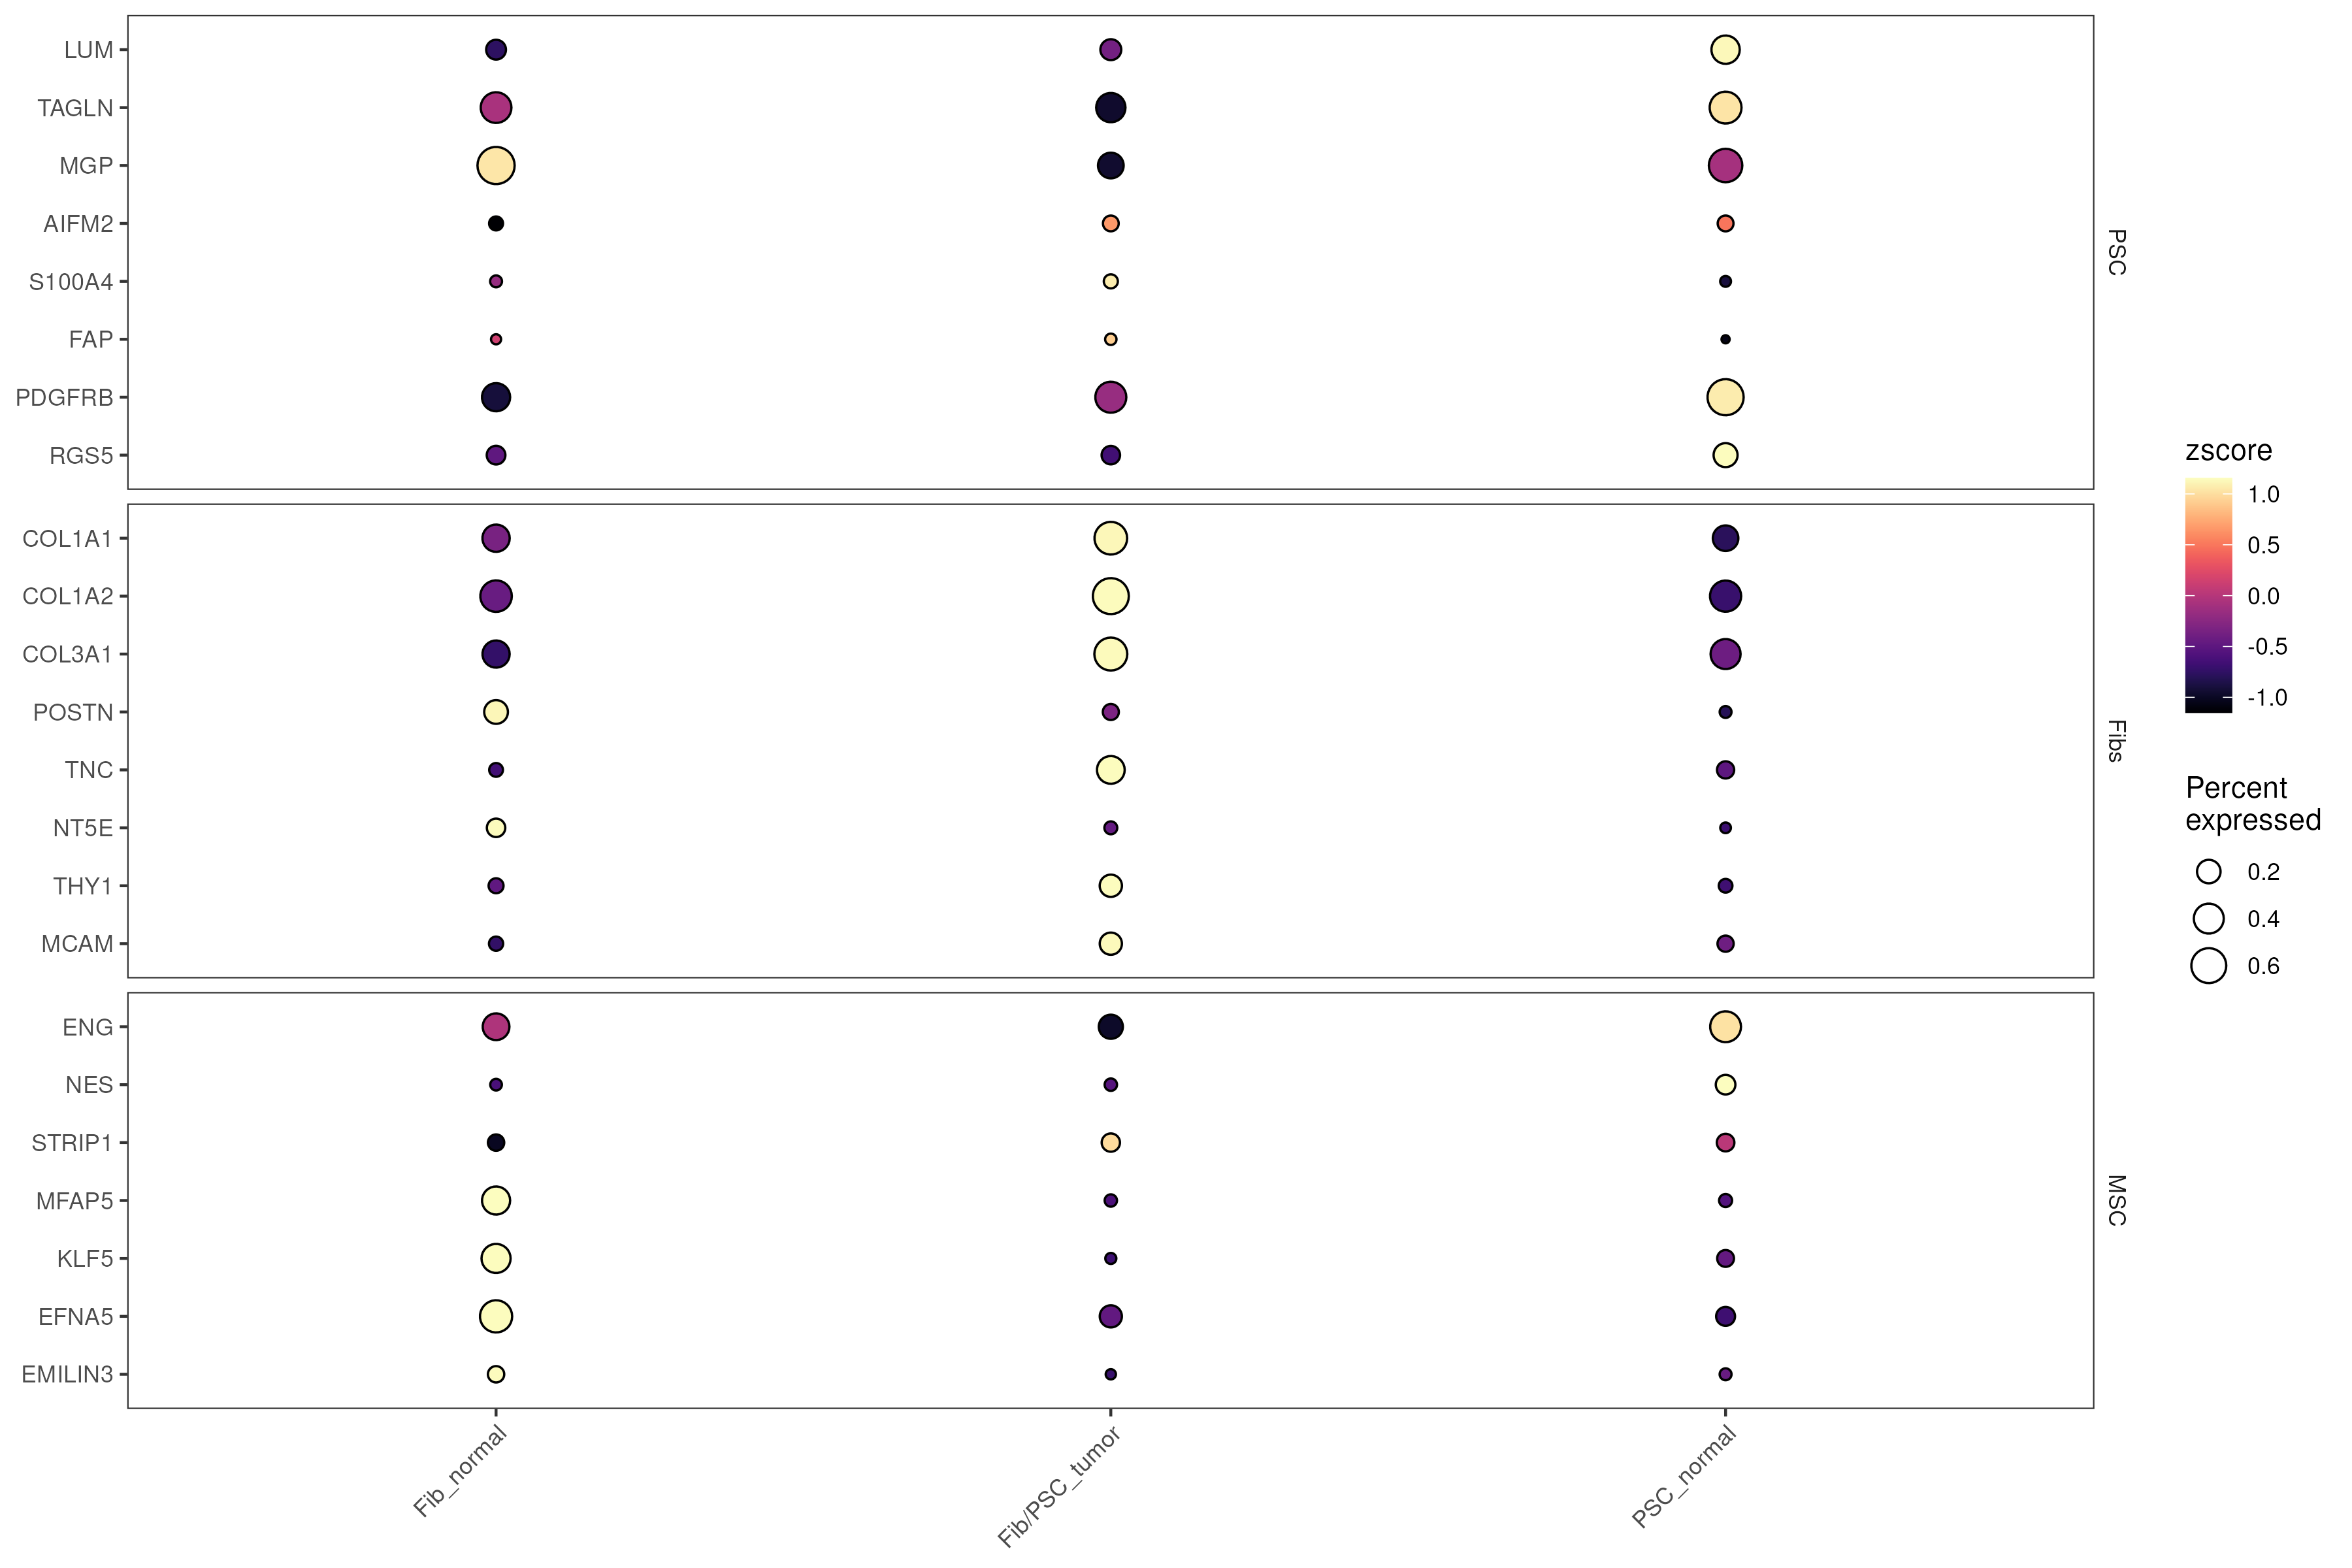 LUM
TAGLN
MGP
AIFM2
S100A4
FAP
PDGFRB
RGS5
PSC
COL1A1
COL1A2
COL3A1
POSTN
TNC
NT5E
THY1
MCAM
Fibs
ENG
NES
STRIP1
MFAP5
KLF5
EFNA5
EMILIN3
MSC
Fib_normal
Fib/PSC_tumor
PSC_normal
zscore
1.0
0.5
0.0
-0.5
-1.0
Percent
expressed
0.2
0.4
0.6